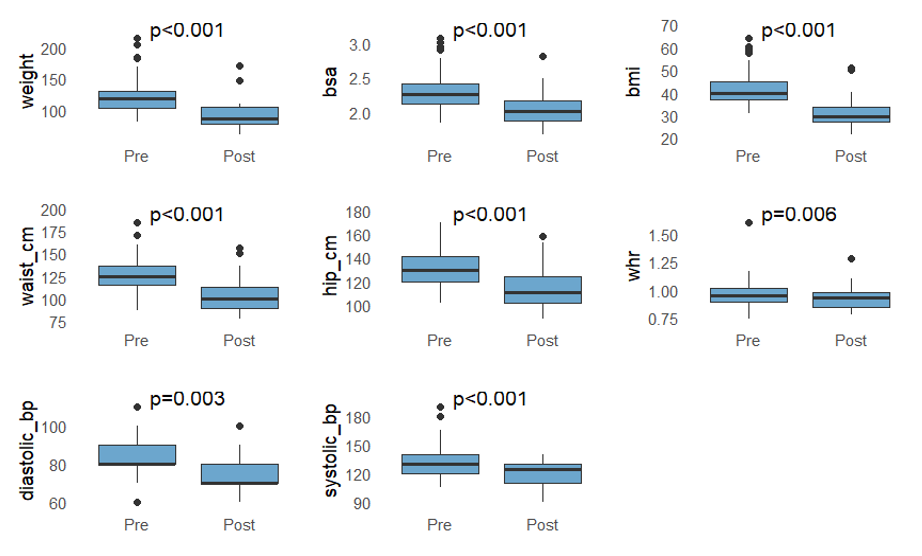 p<0.001
weight
200
150
100
Pre
Post
p<0.001
bsa
3.0
2.5
2.0
Pre
Post
p<0.001
bmi
70
60
50
40
30
20
Pre
Post
p<0.001
waist_cm
200
175
150
125
100
75
Pre
Post
p<0.001
hip_cm
180
160
140
120
100
Pre
Post
p=0.006
whr
1.50
1.25
1.00
0.75
Pre
Post
p=0.003
diastolic_bp
100
80
60
Pre
Post
p<0.001
systolic_bp
180
150
120
90
Pre
Post